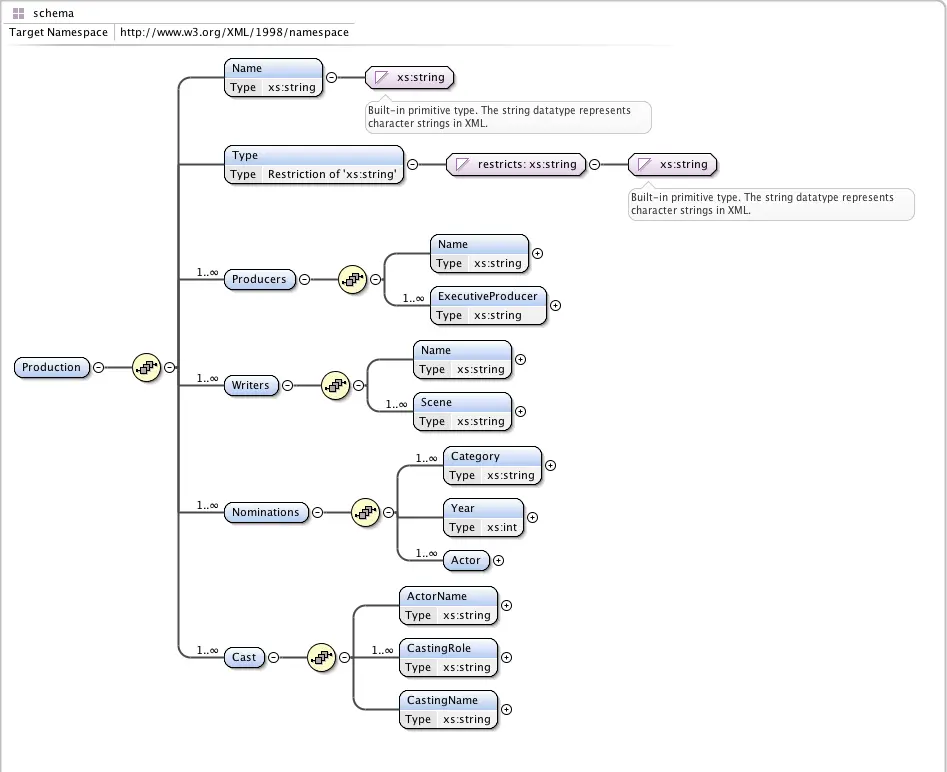 schema
Target Namespace http://www.w3.org/XML/1998/namespace
Name
Type xs:string
xs:string
Built-in primitive type. The string datatype represents
character strings in XML.
Type
Type Restriction of 'xs:string'
restricts: xs:string
xs:string
Built-in primitive type. The string datatype represents
character strings in XML.
1..∞
Producers
Name
Type xs:string
1..∞
ExecutiveProducer
Type xs:string
Production
1..∞
Writers
Name
Type xs:string
1..∞
Scene
Type xs:string
1..∞
Nominations
1..∞
Category
Type xs:string
Year
Type xs:int
1..∞
Actor
1..∞
Cast
ActorName
Type xs:string
1..∞
CastingRole
Type xs:string
CastingName
Type xs:string